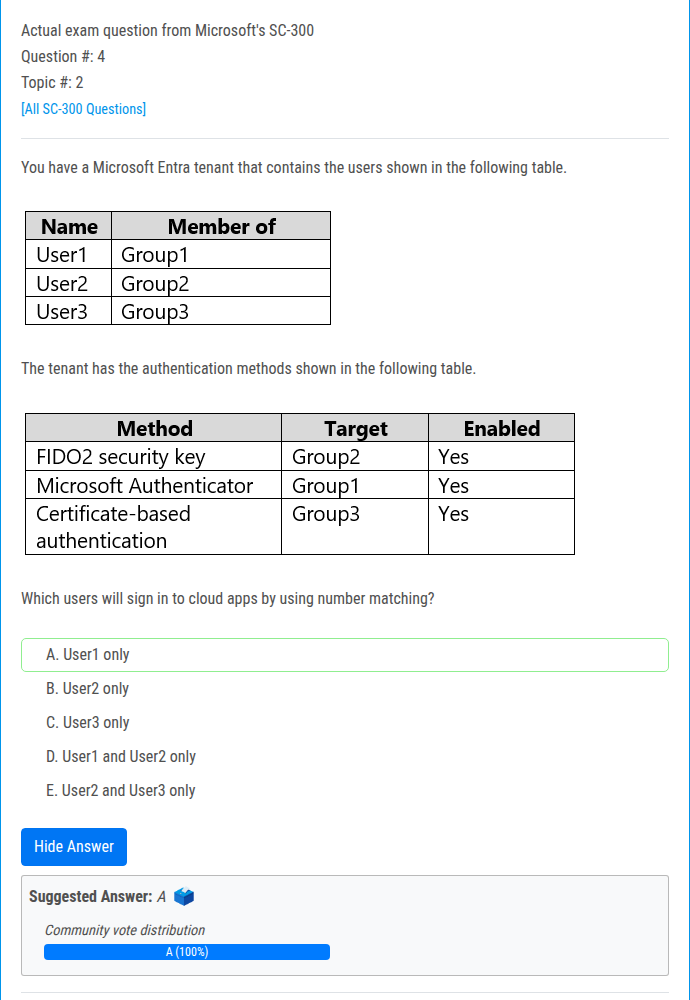 Actual exam question from Microsoft's SC-300
Question #: 4
Topic #: 2
[All SC-300 Questions]
You have a Microsoft Entra tenant that contains the users shown in the following table.
Name Member of
User1 Group1
User2 Group2
User3 Group3
The tenant has the authentication methods shown in the following table.
Method Target Enabled
FIDO2 security key Group2 Yes
Microsoft Authenticator Group1 Yes
Certificate-based Group3 Yes
authentication
Which users will sign in to cloud apps by using number matching?
A. User1 only
B. User2 only
C. User3 only
D. User1 and User2 only
E. User2 and User3 only
Hide Answer
Suggested Answer: A
Community vote distribution
A (100%)